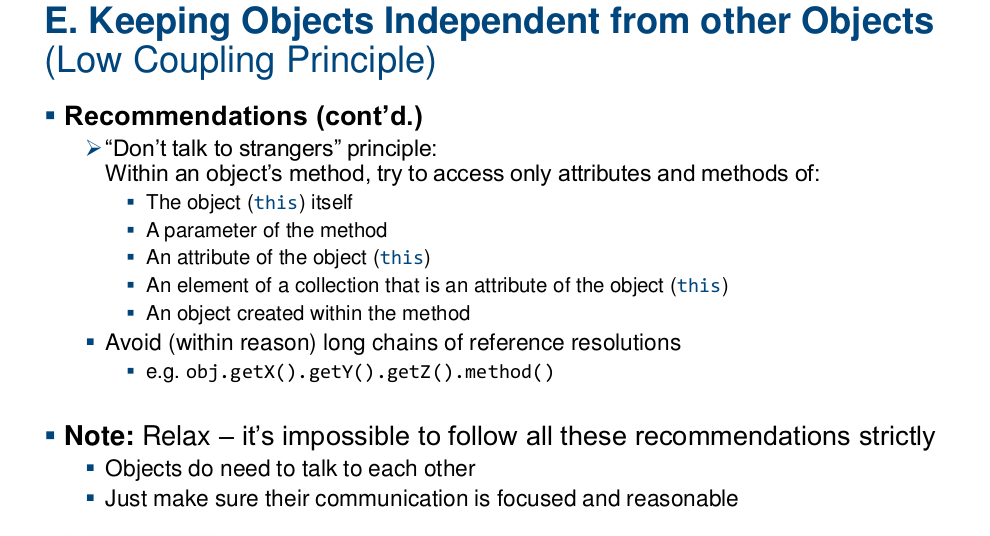 E. Keeping Objects Independent from other Objects
(Low Coupling Principle)
▪ Recommendations (cont’d.)
➢ “Don’t talk to strangers” principle:
Within an object’s method, try to access only attributes and methods of:
▪ The object (this) itself
▪ A parameter of the method
▪ An attribute of the object (this)
▪ An element of a collection that is an attribute of the object (this)
▪ An object created within the method
▪ Avoid (within reason) long chains of reference resolutions
▪ e.g. obj.getX().getY().getZ().method()
▪ Note: Relax – it’s impossible to follow all these recommendations strictly
▪ Objects do need to talk to each other
▪ Just make sure their communication is focused and reasonable